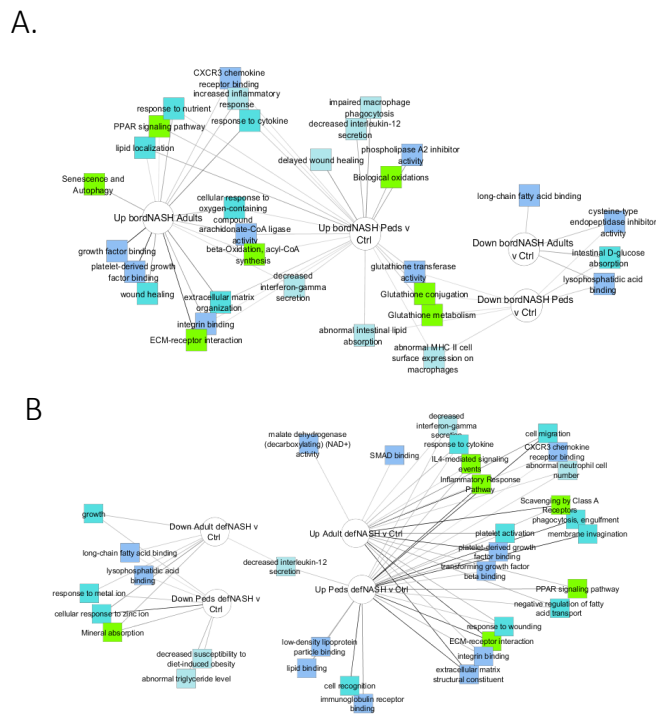 A.
CXCR3 chemokine
receptor binding
increased inflammatory
response
response to nutrient
PPAR signaling pathway
response to cytokine
lipid localization
impaired macrophage
phagocytosis
decreased interleukin-12
secretion
phospholipase A2 inhibitor
activity
delayed wound healing
Biological oxidations
Senescence and
Autophagy
cellular response to
oxygen-containing
compound
Up bordNASH Adults
arachidonate-CoA ligase
activity
beta-Oxidation, acyl-CoA
synthesis
Up bordNASH Peds v
Ctrl
long-chain fatty acid binding
cysteine-type
endopeptidase inhibitor
activity
Down bordNASH Adults
v Ctrl
intestinal D-glucose
absorption
lysophosphatidic acid
binding
Down bordNASH Peds
v Ctrl
growth factor binding
platelet-derived growth
factor binding
wound healing
extracellular matrix
organization
integrin binding
ECM-receptor interaction
decreased
interferon-gamma
secretion
glutathione transferase
activity
Glutathione conjugation
Glutathione metabolism
abnormal intestinal lipid
absorption
abnormal MHC II cell
surface expression on
macrophages
B
malate dehydrogenase
(decarboxylating) (NAD+)
activity
SMAD binding
decreased
interferon-gamma
secretion
response to cytokine
IL4-mediated signaling
events
Inflammatory Response
Pathway
cell migration
CXCR3 chemokine
receptor binding
abnormal neutrophil cell
number
Scavenging by Class A
Receptors
phagocytosis, engulfment
membrane invagination
growth
Down Adult defNASH v
Ctrl
Up Adult defNASH v Ctrl
platelet activation
platelet-derived growth
factor binding
transforming growth factor
beta binding
long-chain fatty acid binding
lysophosphatidic acid
binding
decreased interleukin-12
secretion
Up Peds defNASH v Ctrl
response to metal ion
cellular response to zinc ion
Mineral absorption
Down Peds defNASH v
Ctrl
PPAR signaling pathway
negative regulation of fatty
acid transport
response to wounding
ECM-receptor interaction
integrin binding
extracellular matrix
structural constituent
decreased susceptibility to
diet-induced obesity
abnormal triglyceride level
low-density lipoprotein
particle binding
lipid binding
cell recognition
immunoglobulin receptor
binding